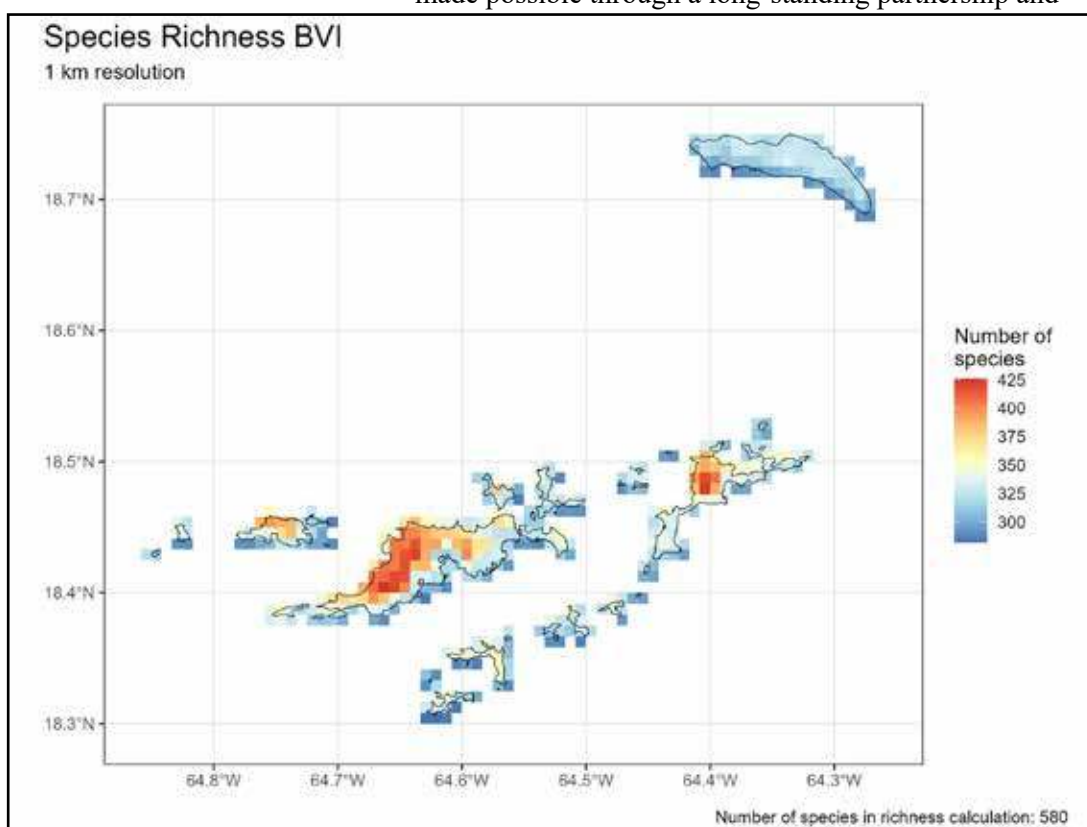 made possible through a long-standing partnership and
Species Richness BVI
1 km resolution
18.7°N
18.6°N
18.5°N
18.4°N
18.3°N
64.8°W 64.7°W 64.6°W 64.5°W 64.4°W 64.3°W
Number of
species
425
400
375
350
325
300
Number of species in richness calculation: 580